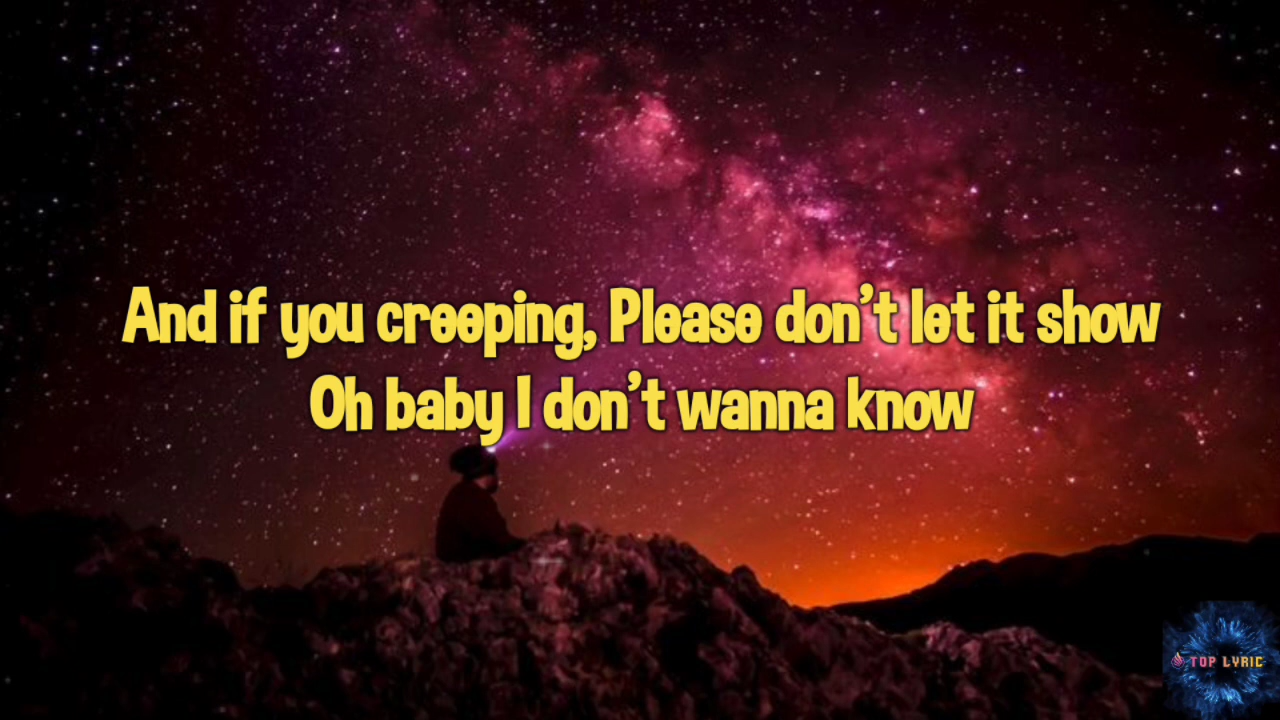 And if you creeping, Please don't let it show
Oh baby I don't wanna know
TOP LYRIC